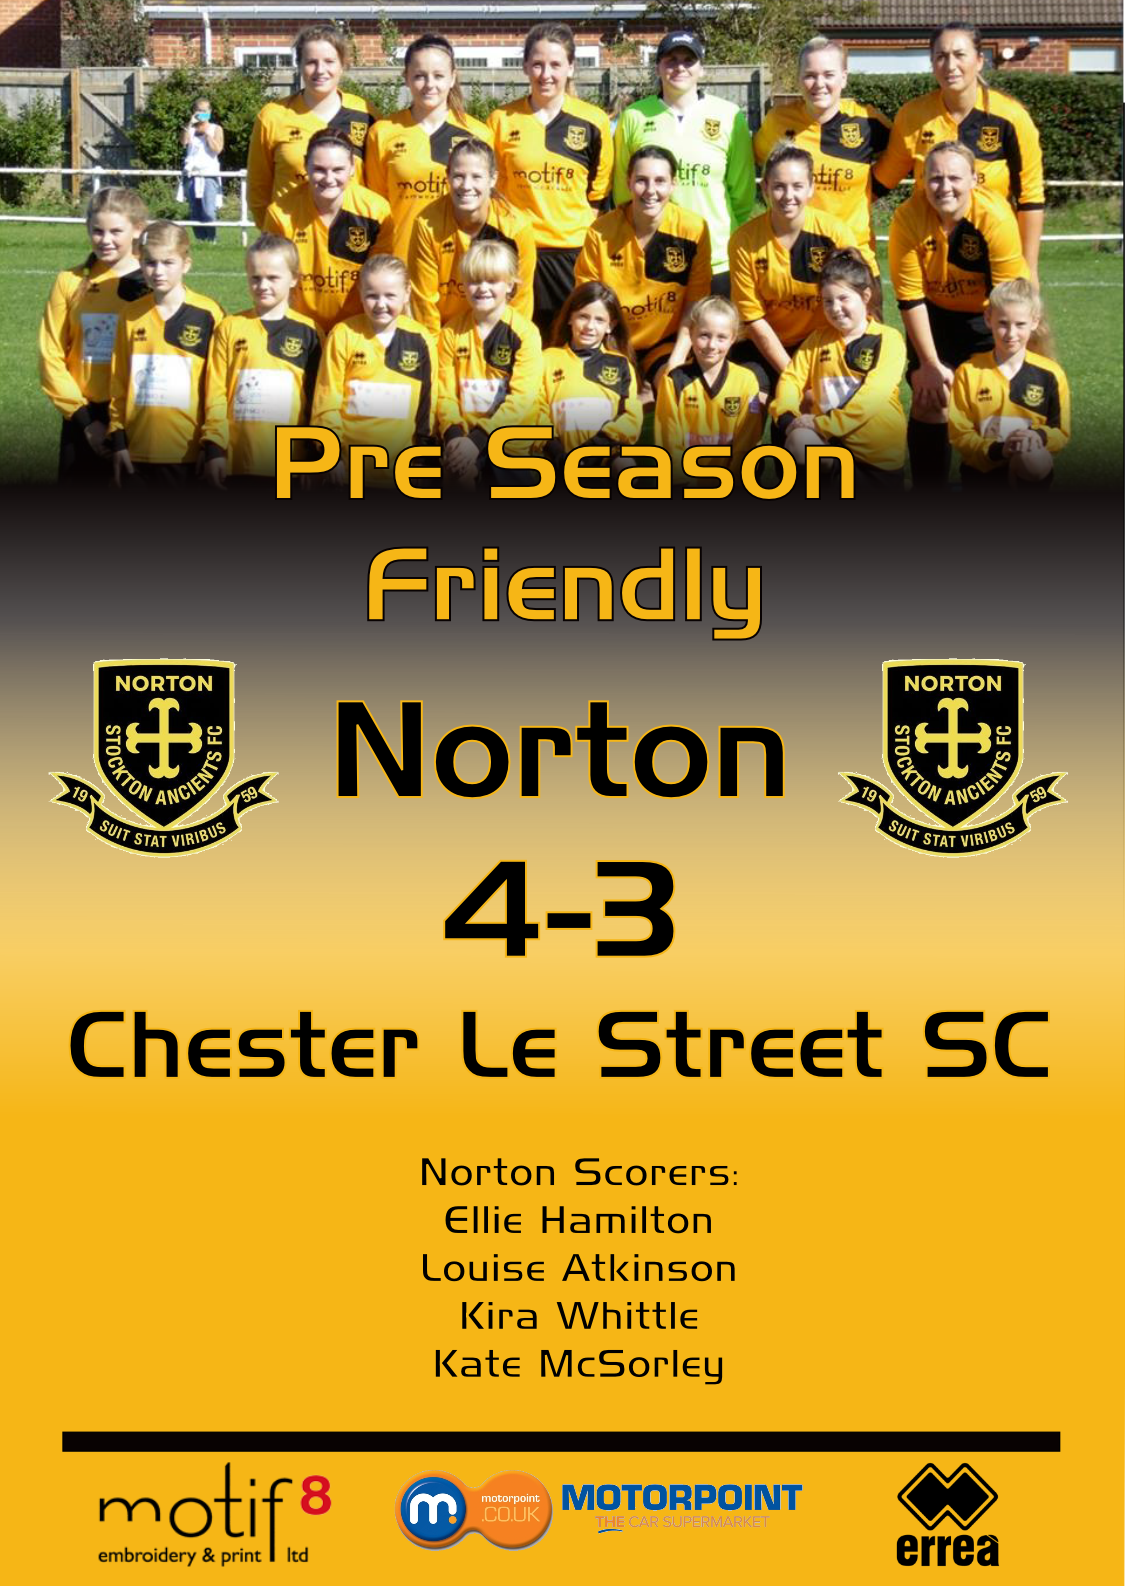 motif8
Pre Season
Friendly
NORTON
STOCKTON ANCIENTS FC
19 59
SUIT STAT VIRIBUS
Norton
NORTON
STOCKTON ANCIENTS FC
19 59
SUIT STAT VIRIBUS
4-3
Chester Le Street SC
Norton Scorers:
Ellie Hamilton
Louise Atkinson
Kira Whittle
Kate McSorley
motif8
embroidery & print ltd
m.
motorpoint
.CO.UK
MOTORPOINT
THE CAR SUPERMARKET
erreà